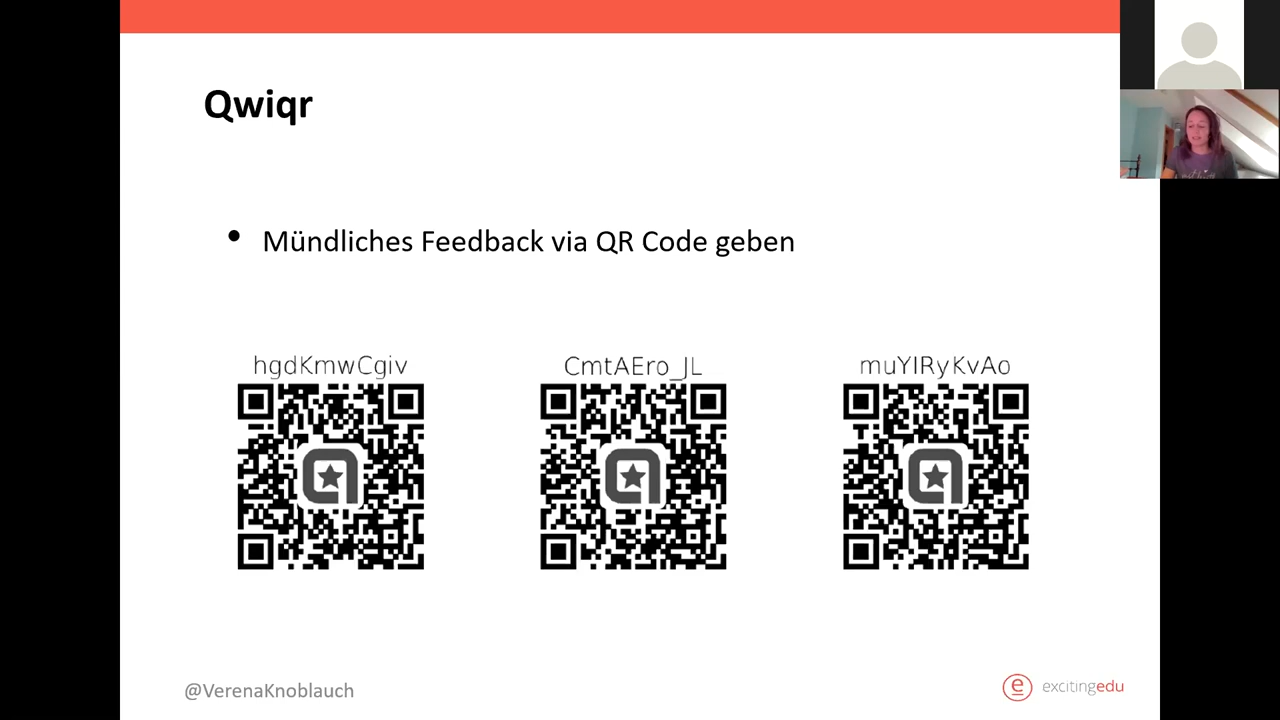 Qwiqr
• Mündliches Feedback via QR Code geben
hgdKmwCgiv
CmtAEro_JL
muYIRyKvAo
@VerenaKnoblauch
excitingedu